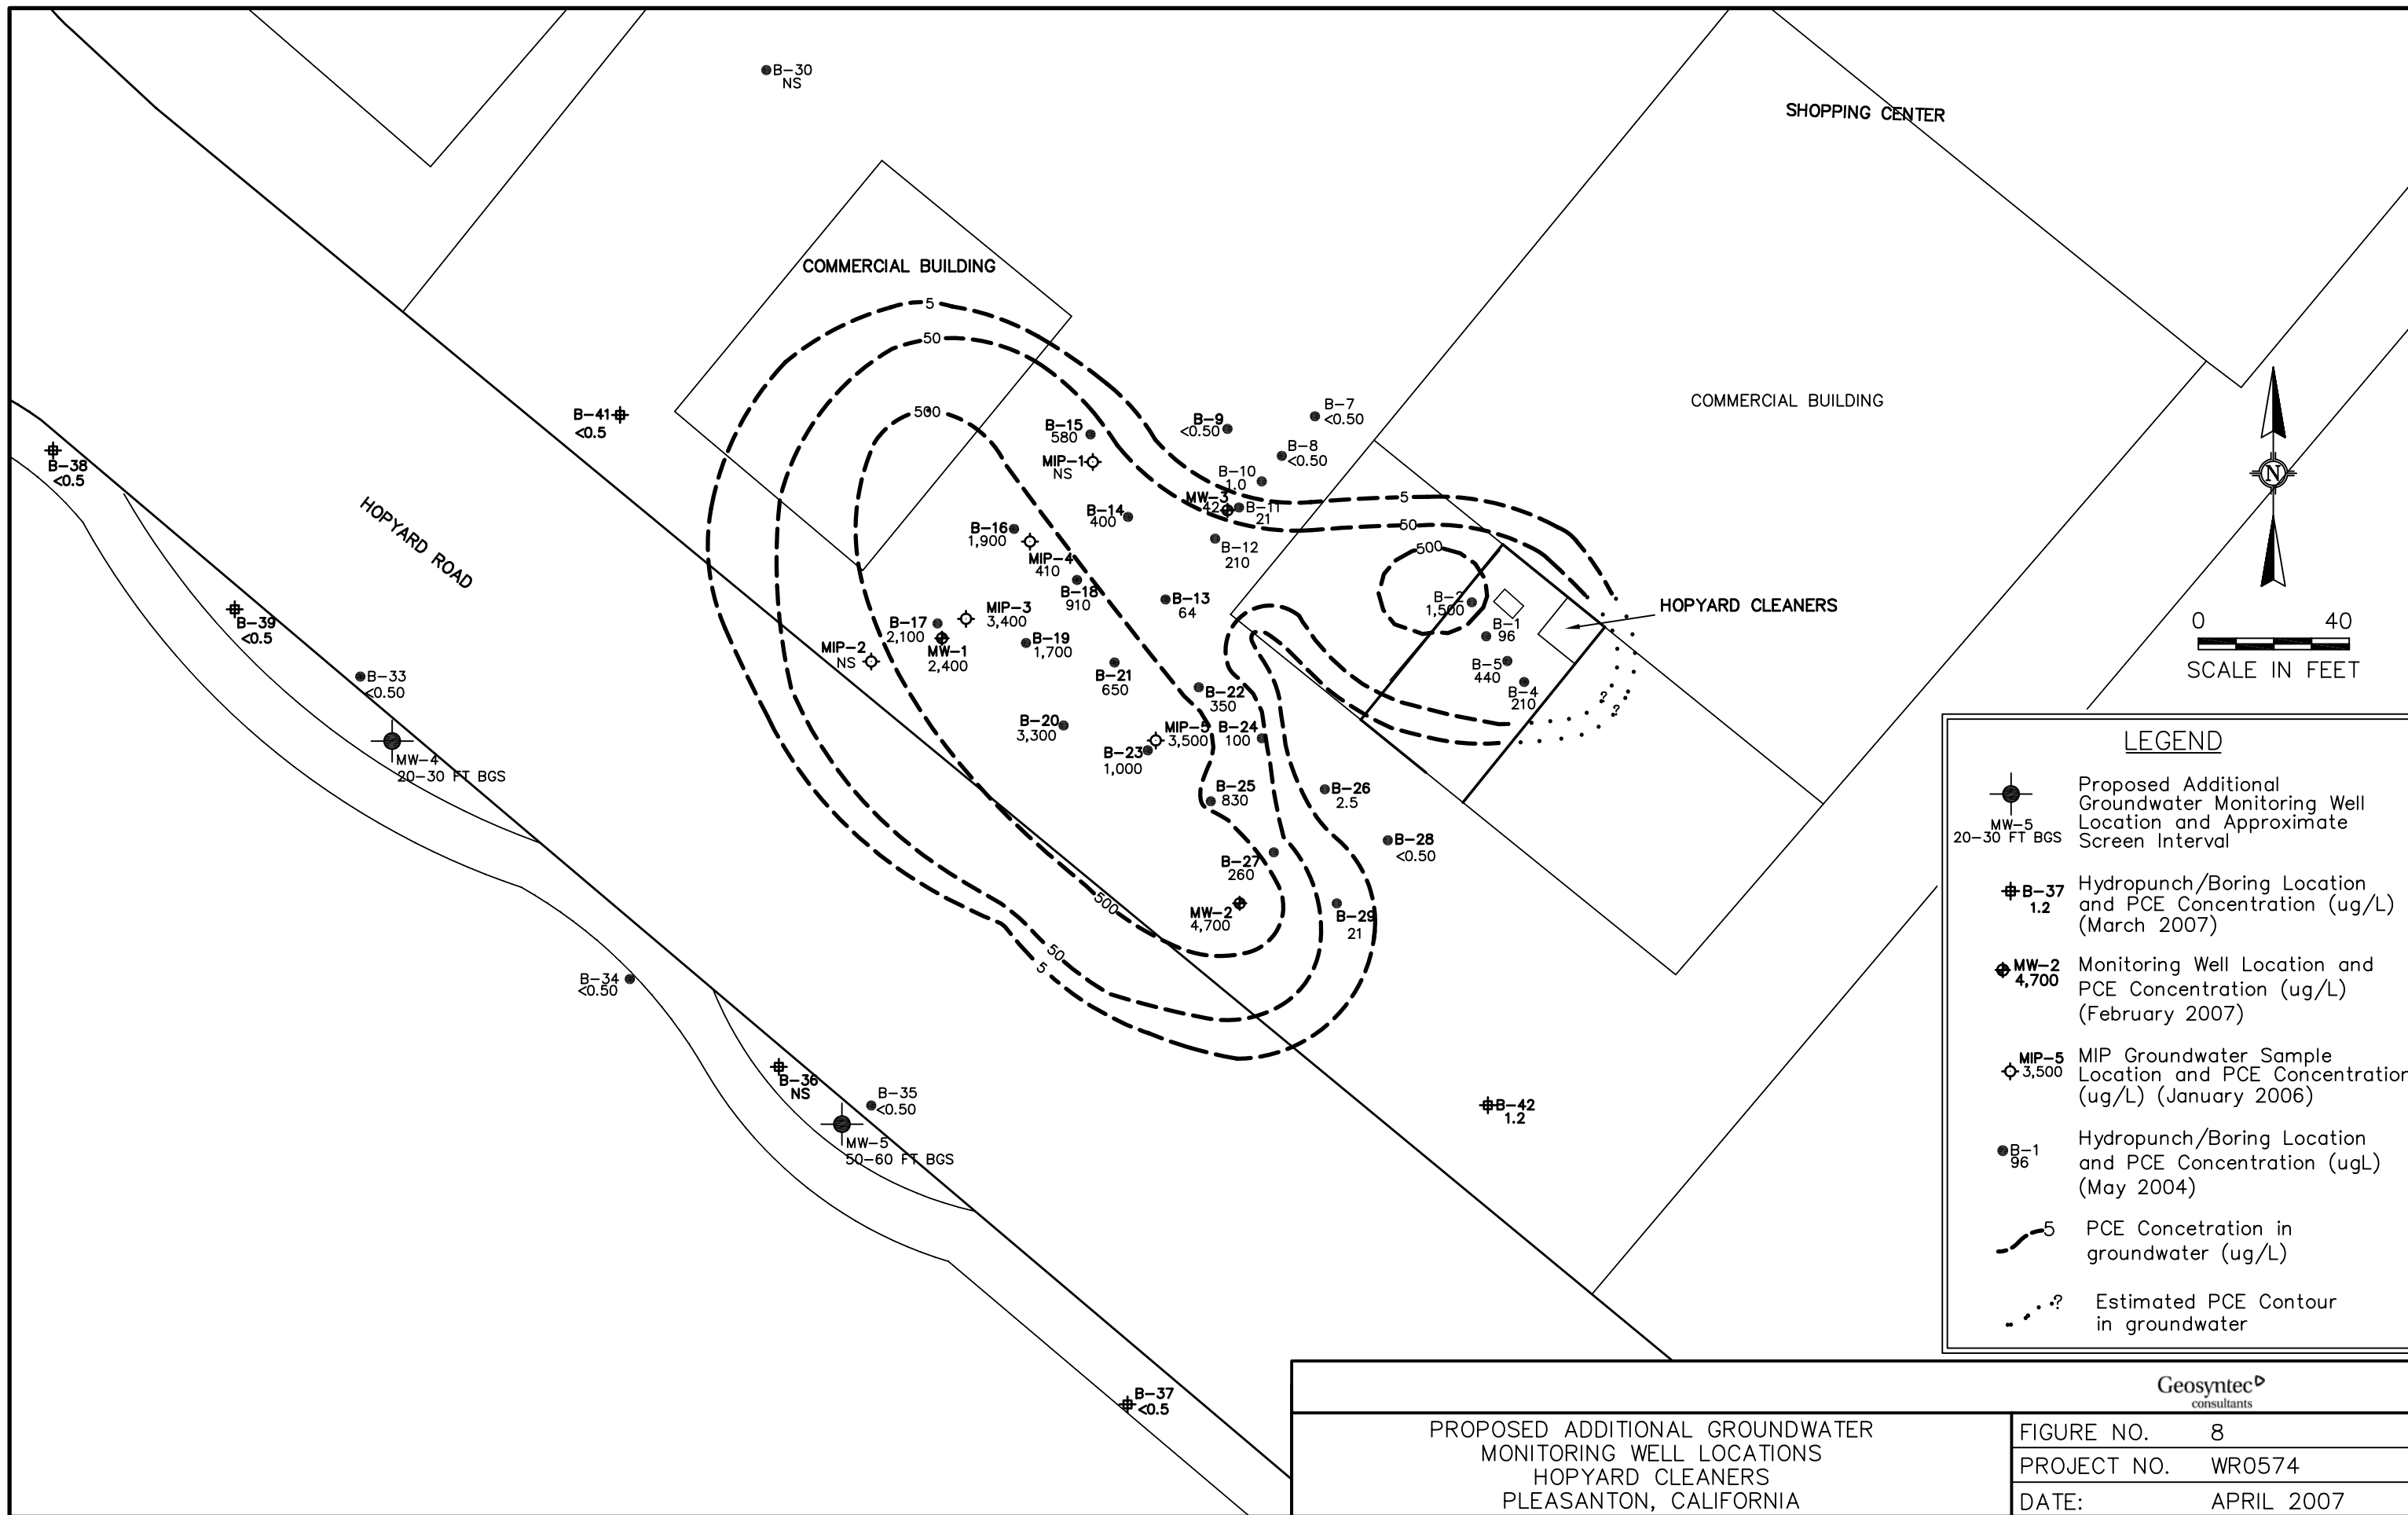 B-30
NS
SHOPPING CENTER
COMMERCIAL BUILDING
5
50
500
B-41
<0.5
B-38
<0.5
HOPYARD ROAD
B-39
<0.5
B-33
<0.50
MW-4
20-30 FT BGS
B-15
580
MIP-1
NS
B-9
<0.50
B-7
<0.50
B-8
<0.50
B-10
1.0
MW-3
42
B-11
21
B-14
400
B-12
210
B-16
1,900
MIP-4
410
B-18
910
B-13
64
MIP-3
3,400
B-17
2,100
MW-1
2,400
B-19
1,700
MIP-2
NS
B-21
650
B-22
350
B-20
3,300
MIP-5
3,500
B-24
100
B-23
1,000
B-25
830
B-26
2.5
B-28
<0.50
B-27
260
MW-2
4,700
B-29
21
500
50
5
COMMERCIAL BUILDING
5
50
500
B-2
1,500
B-1
96
B-5
440
B-4
210
HOPYARD CLEANERS
?
?
B-34
<0.50
B-36
NS
B-35
<0.50
MW-5
50-60 FT BGS
B-42
1.2
B-37
<0.5
N
0 40
SCALE IN FEET
LEGEND
MW-5
20-30 FT BGS
Proposed Additional
Groundwater Monitoring Well
Location and Approximate
Screen Interval
B-37
1.2
Hydropunch/Boring Location
and PCE Concentration (ug/L)
(March 2007)
MW-2
4,700
Monitoring Well Location and
PCE Concentration (ug/L)
(February 2007)
MIP-5
3,500
MIP Groundwater Sample
Location and PCE Concentration
(ug/L) (January 2006)
B-1
96
Hydropunch/Boring Location
and PCE Concentration (ugL)
(May 2004)
5
PCE Concetration in
groundwater (ug/L)
?
Estimated PCE Contour
in groundwater
Geosyntec
consultants
PROPOSED ADDITIONAL GROUNDWATER
MONITORING WELL LOCATIONS
HOPYARD CLEANERS
PLEASANTON, CALIFORNIA
FIGURE NO. 8
PROJECT NO. WR0574
DATE: APRIL 2007